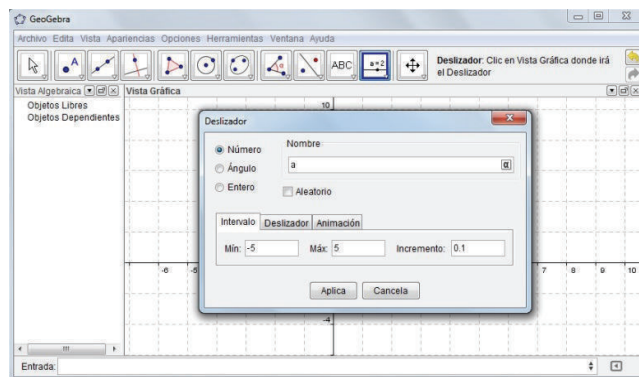 GeoGebra
Archivo Edita Vista Apariencias Opciones Herramientas Ventana Ayuda
A
ABC
a=2
Deslizador: Clic en Vista Gráfica donde irá
el Deslizador
Vista Algebraica
Vista Gráfica
Objetos Libres
Objetos Dependientes
10
Deslizador
Número
Ángulo
Entero
Nombre
a
α
Aleatorio
Intervalo Deslizador Animación
Mín: -5 Máx: 5 Incremento: 0.1
Aplica Cancela
-6 -5 7 8 9 10
-4
Entrada: